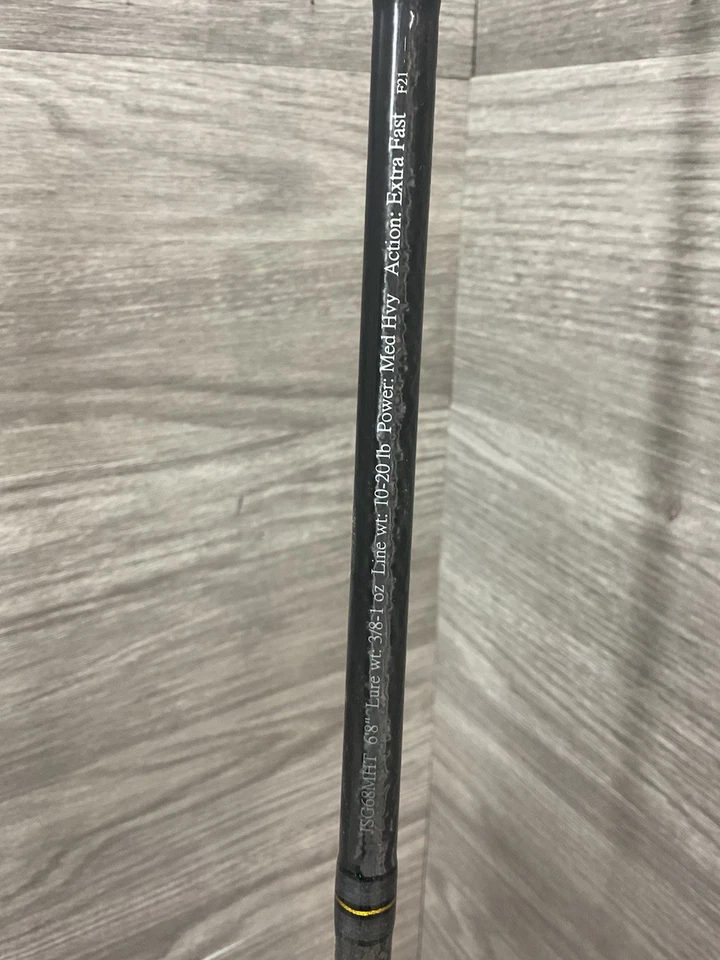 JSG68MHT 6'8" Lure wt: 3/8-1 oz Line wt: 10-20 lb Power: Med Hvy Action: Extra Fast F21